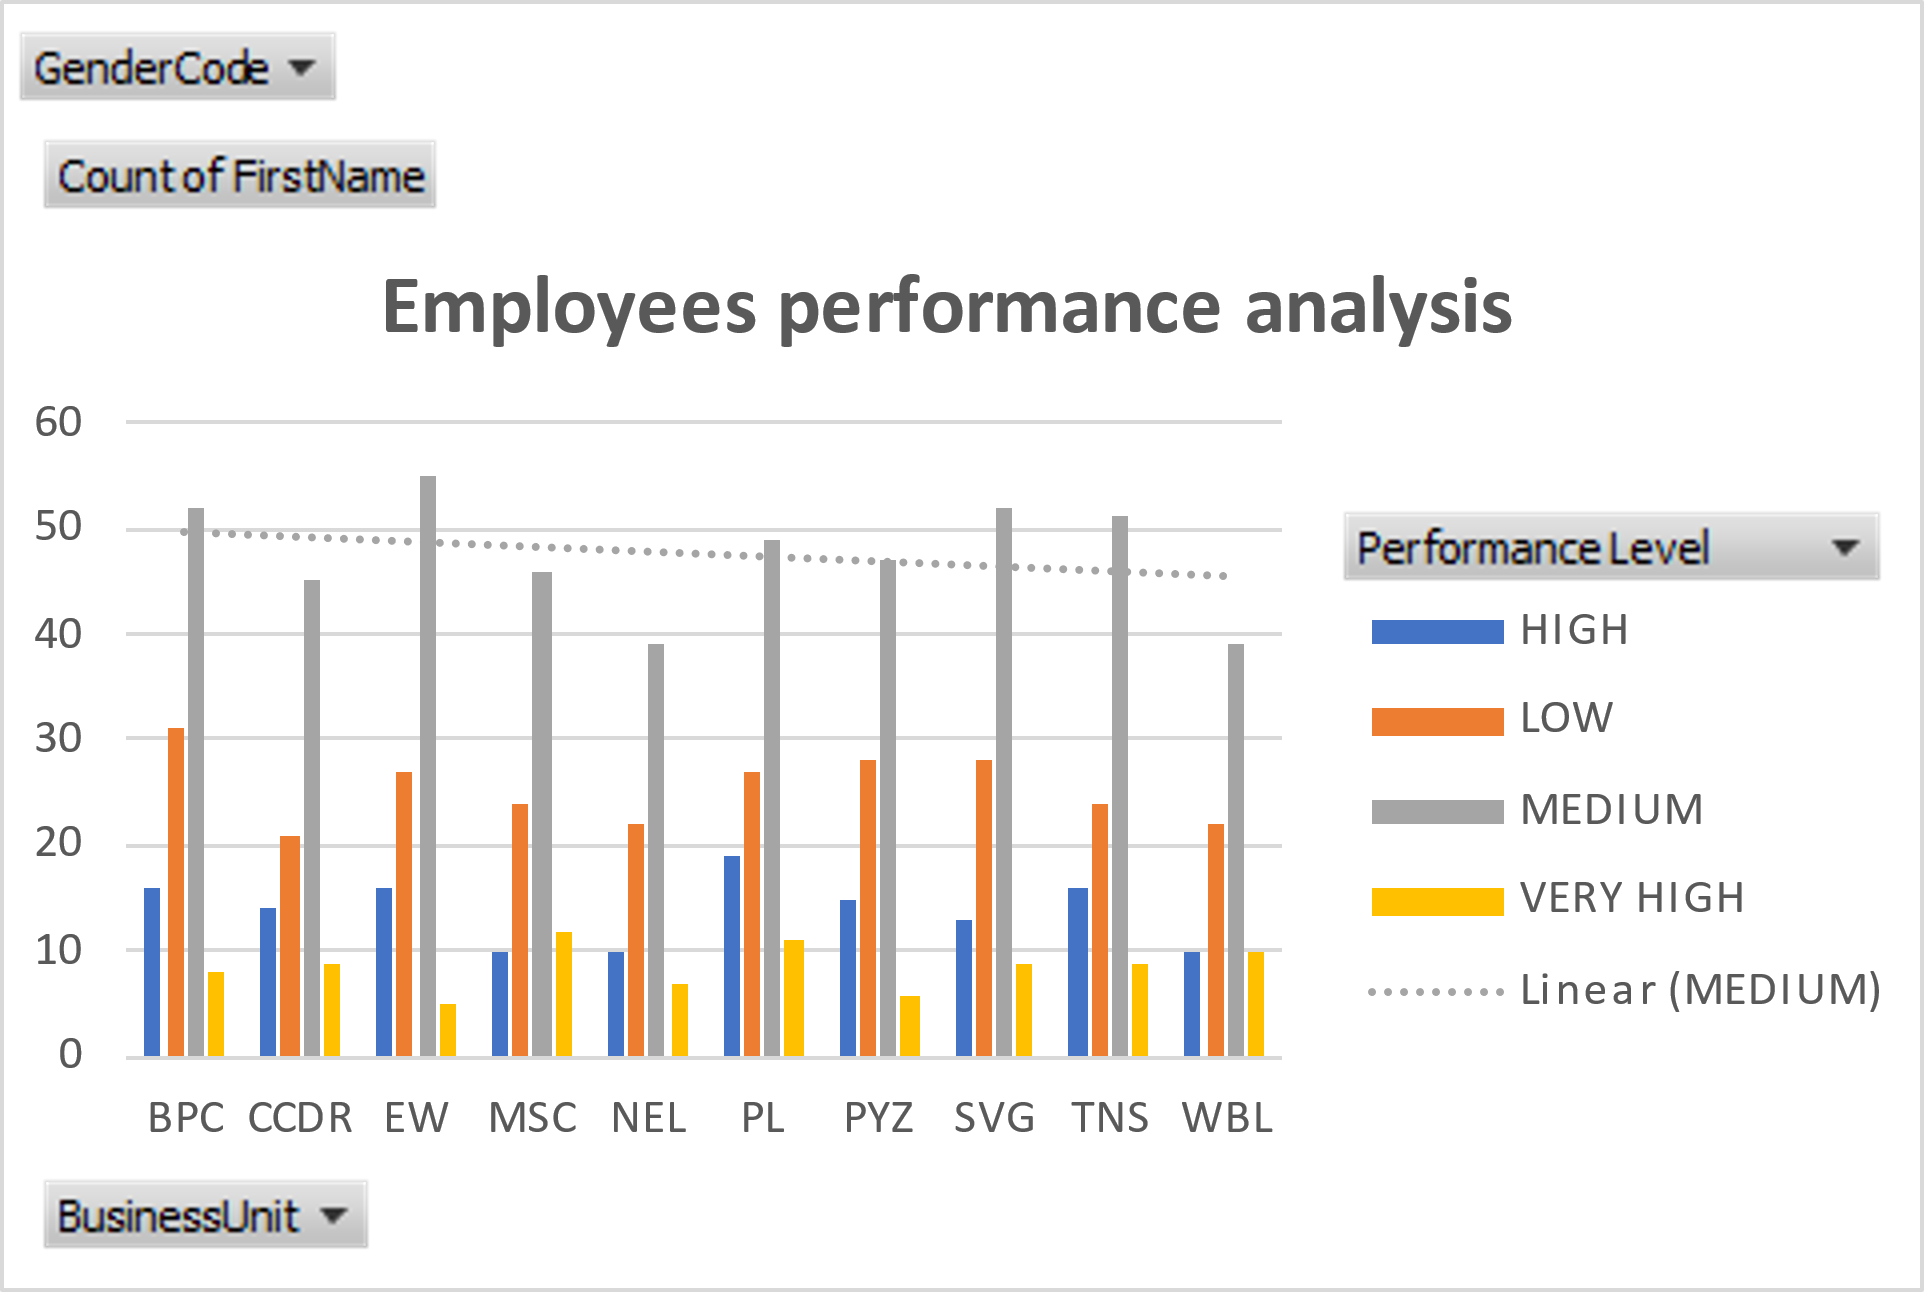 GenderCode
Count of FirstName
Employees performance analysis
60
50
40
30
20
10
0
BPC CCDR EW MSC NEL PL PYZ SVG TNS WBL
Performance Level
HIGH
LOW
MEDIUM
VERY HIGH
Linear (MEDIUM)
BusinessUnit